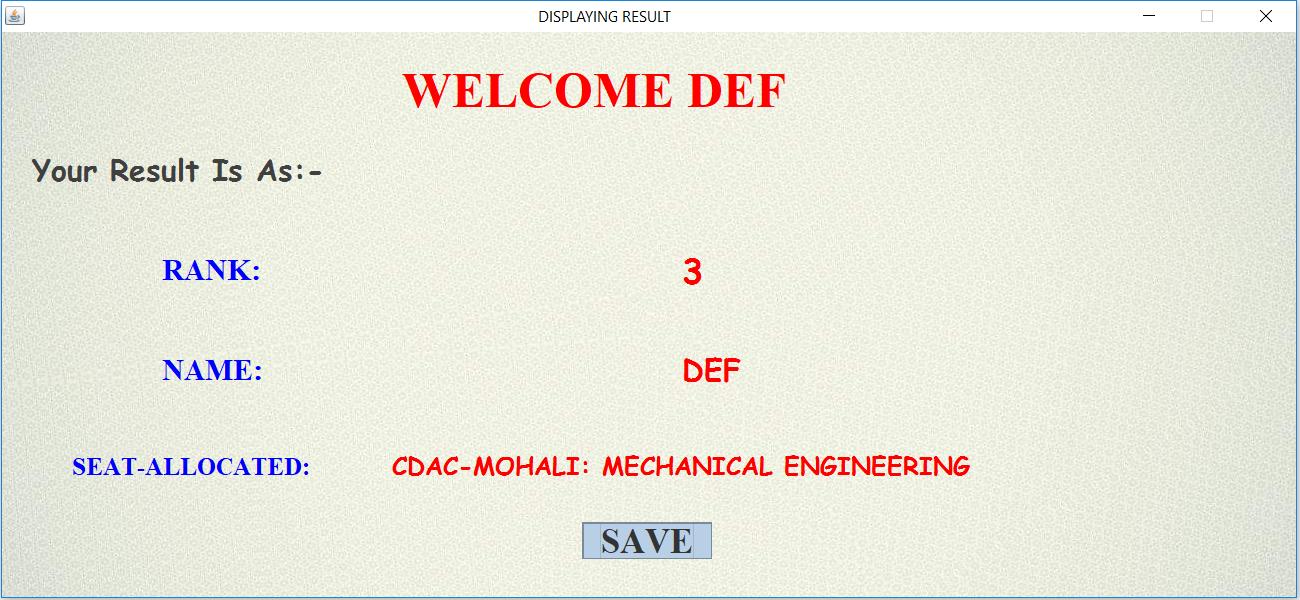 DISPLAYING RESULT
WELCOME DEF
Your Result Is As:-
RANK: 3
NAME: DEF
SEAT-ALLOCATED: CDAC-MOHALI: MECHANICAL ENGINEERING
SAVE